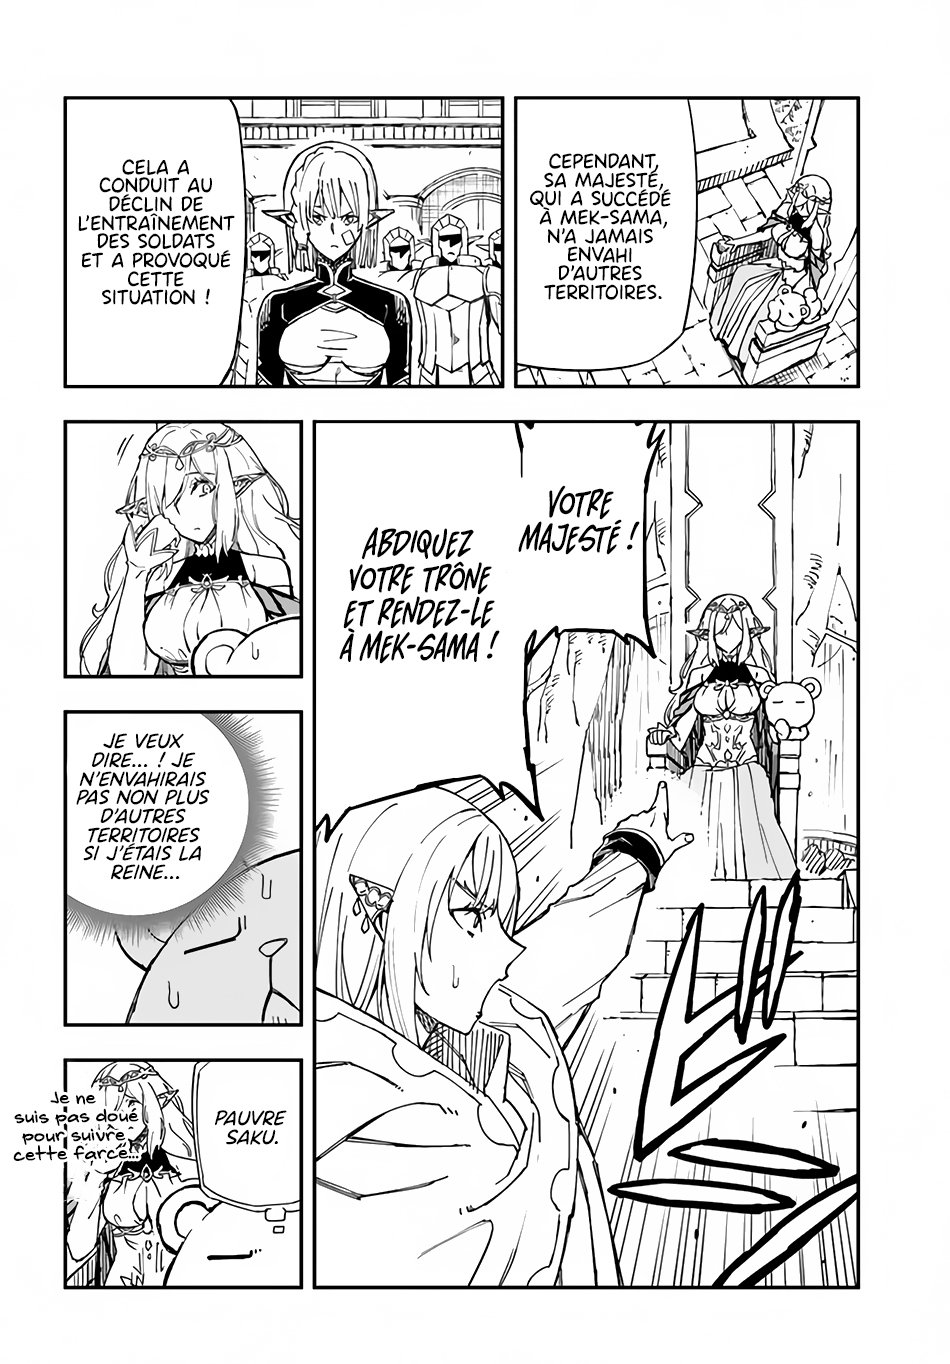 CEPENDANT,
SA MAJESTÉ,
QUI A SUCCÉDÉ
À MEK-SAMA,
N'A JAMAIS
ENVAHI
D'AUTRES
TERRITOIRES.
CELA A
CONDUIT AU
DÉCLIN DE
L'ENTRAÎNEMENT
DES SOLDATS
ET A PROVOQUÉ
CETTE
SITUATION !
VOTRE
MAJESTÉ !
ABDIQUEZ
VOTRE TRÔNE
ET RENDEZ-LE
À MEK-SAMA !
JE VEUX
DIRE... ! JE
N'ENVAHIRAIS
PAS NON PLUS
D'AUTRES
TERRITOIRES
SI J'ÉTAIS LA
REINE...
PAUVRE
SAKU.
Je ne
suis pas doué
pour suivre
cette farce...
ビシッ